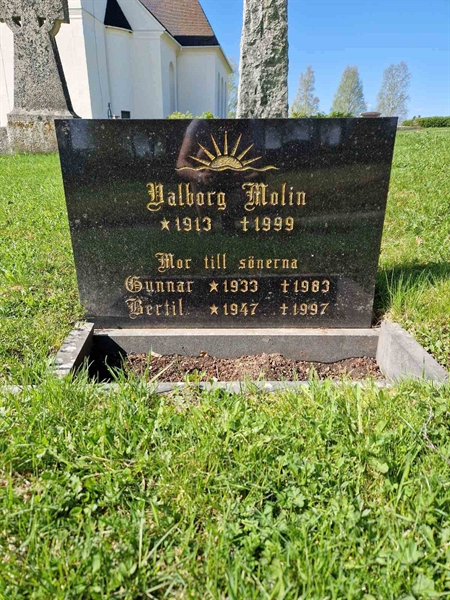 Valborg Molin
★1913 †1999
Mor till sönerna
Gunnar ★1933 †1983
Bertil ★1947 †1997